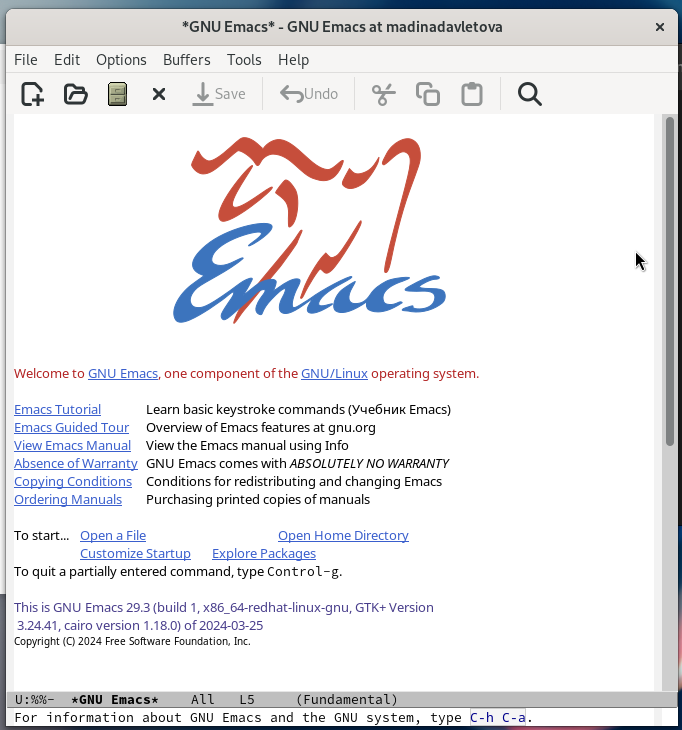 *GNU Emacs* - GNU Emacs at madinadavletova
File Edit Options Buffers Tools Help
Save Undo
Emacs
Welcome to GNU Emacs, one component of the GNU/Linux operating system.
Emacs Tutorial Learn basic keystroke commands (Учебник Emacs)
Emacs Guided Tour Overview of Emacs features at gnu.org
View Emacs Manual View the Emacs manual using Info
Absence of Warranty GNU Emacs comes with ABSOLUTELY NO WARRANTY
Copying Conditions Conditions for redistributing and changing Emacs
Ordering Manuals Purchasing printed copies of manuals
To start... Open a File Open Home Directory
Customize Startup Explore Packages
To quit a partially entered command, type Control-g.
This is GNU Emacs 29.3 (build 1, x86_64-redhat-linux-gnu, GTK+ Version
3.24.41, cairo version 1.18.0) of 2024-03-25
Copyright (C) 2024 Free Software Foundation, Inc.
U:%%- *GNU Emacs* All L5 (Fundamental)
For information about GNU Emacs and the GNU system, type C-h C-a.